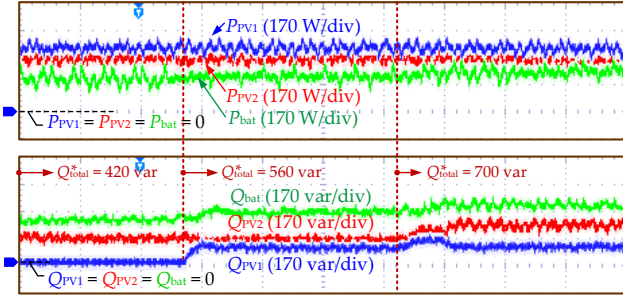 P_PV1 (170 W/div)
P_PV2 (170 W/div)
P_bat (170 W/div)
P_PV1 = P_PV2 = P_bat = 0
Q*_total = 420 var
Q*_total = 560 var
Q*_total = 700 var
Q_bat (170 var/div)
Q_PV2 (170 var/div)
Q_PV1 (170 var/div)
Q_PV1 = Q_PV2 = Q_bat = 0